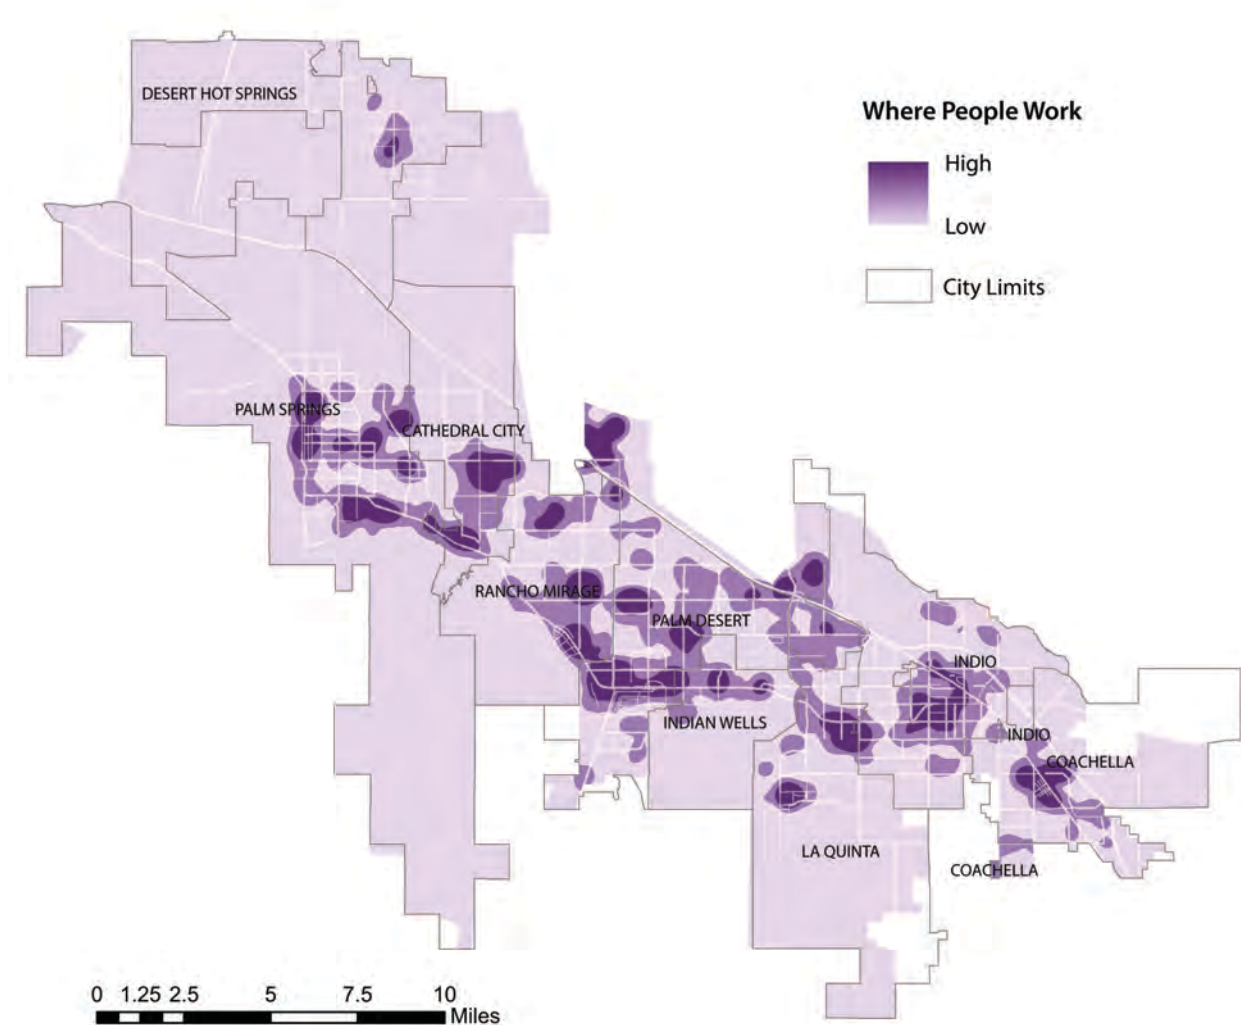 DESERT HOT SPRINGS
Where People Work
High
Low
City Limits
PALM SPRINGS
CATHEDRAL CITY
RANCHO MIRAGE
PALM DESERT
INDIO
INDIAN WELLS
INDIO
COACHELLA
LA QUINTA
COACHELLA
0 1.25 2.5 5 7.5 10
Miles